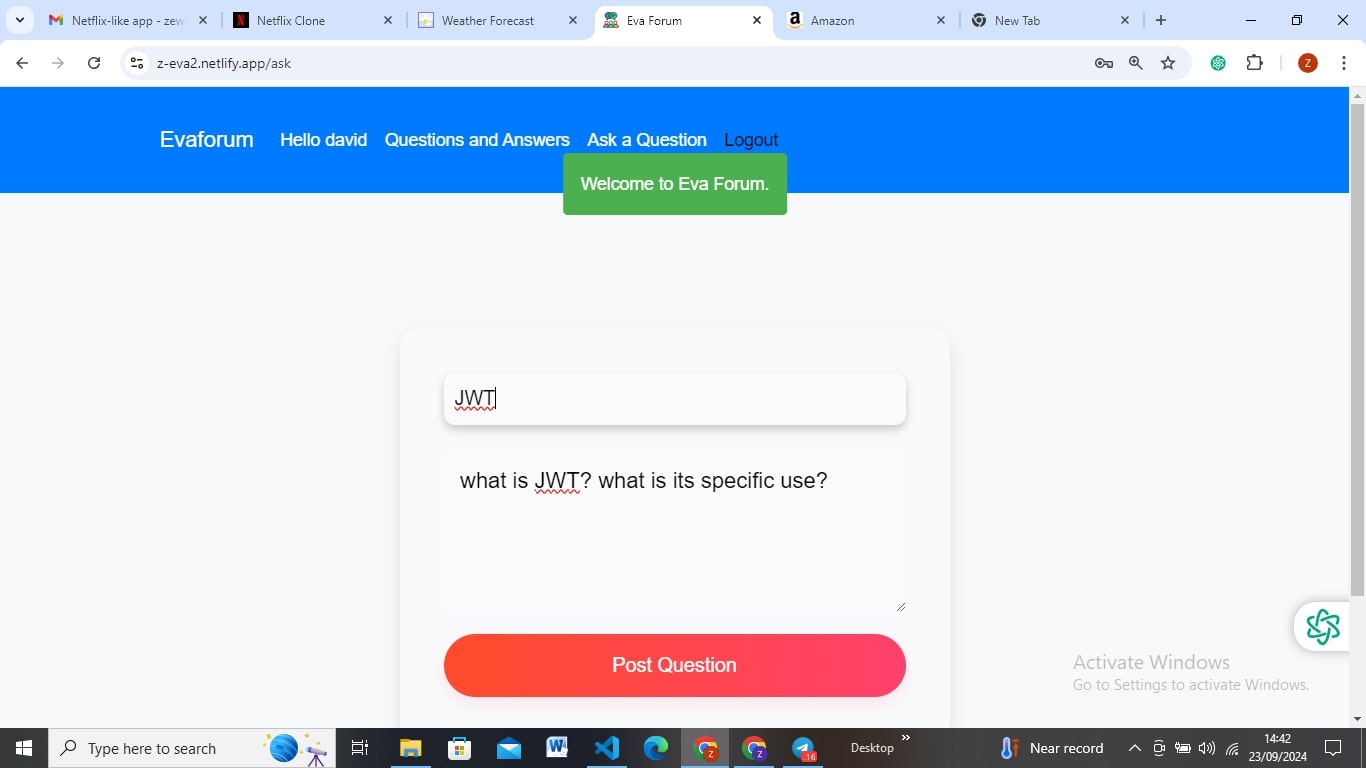 Netflix-like app - zew
Netflix Clone
Weather Forecast
Eva Forum
Amazon
New Tab
z-eva2.netlify.app/ask
Z
Evaforum
Hello david
Questions and Answers
Ask a Question
Logout
Welcome to Eva Forum.
JWT
what is JWT? what is its specific use?
Post Question
Activate Windows
Go to Settings to activate Windows.
Type here to search
Desktop
Near record
14:42
23/09/2024